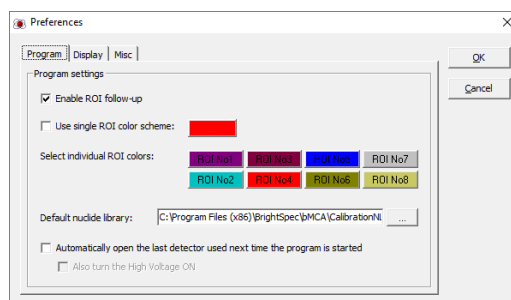 Preferences
Program Display Misc
OK
Cancel
Program settings
Enable ROI follow-up
Use single ROI color scheme:
Select individual ROI colors:
ROI No1 ROI No3 ROI No5 ROI No7
ROI No2 ROI No4 ROI No6 ROI No8
Default nuclide library: C:\Program Files (x86)\BrightSpec\bMCA\CalibrationNL ...
Automatically open the last detector used next time the program is started
Also turn the High Voltage ON